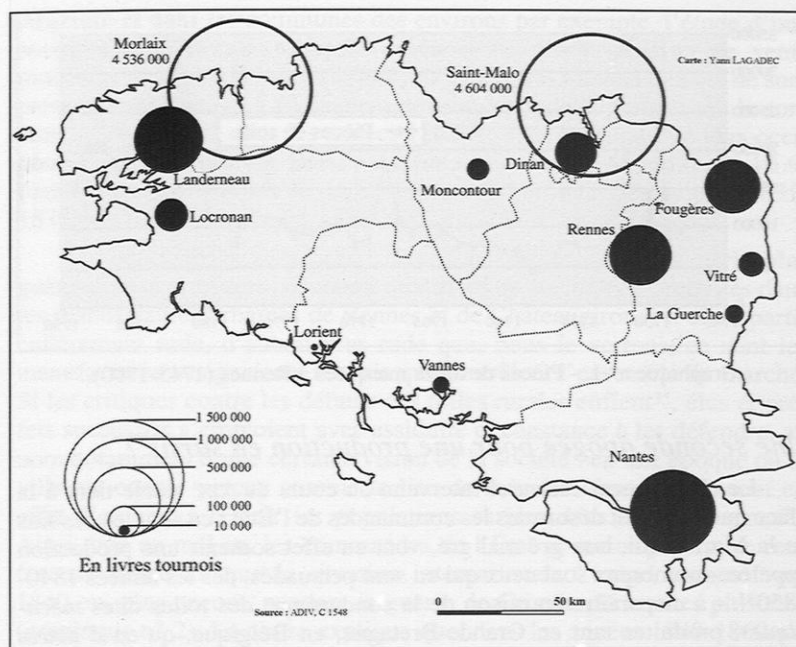 Morlaix
4 536 000
Saint-Malo
4 604 000
Carte : Yann LAGADEC
Landerneau
Locronan
Moncontour
Dinan
Fougères
Rennes
Vitré
La Guerche
Lorient
Vannes
Nantes
1 500 000
1 000 000
500 000
100 000
10 000
En livres tournois
Source : ADIV, C 1548
0
50 km